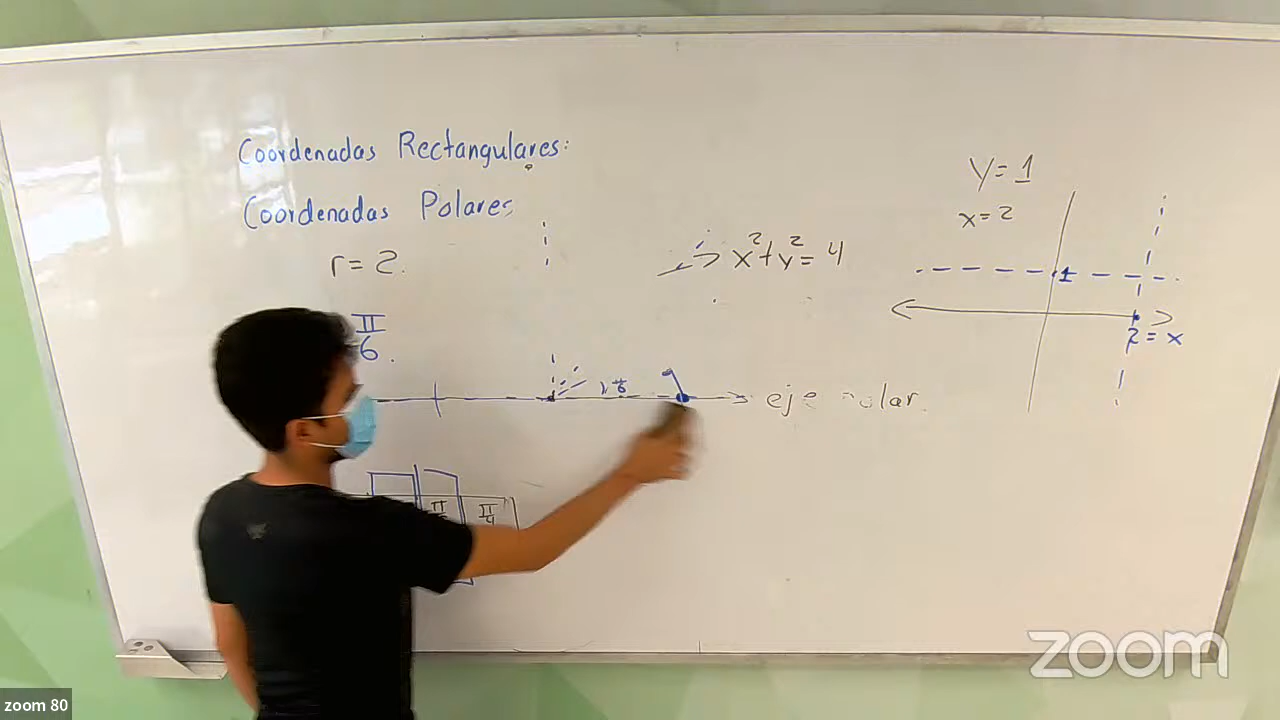 Coordenadas Rectangulares:
Coordenadas Polares
r = 2.
π/6.
x² + y² = 4
y = 1
x = 2
1
2 = x
π/6
eje polar
π/4
zoom
zoom 80